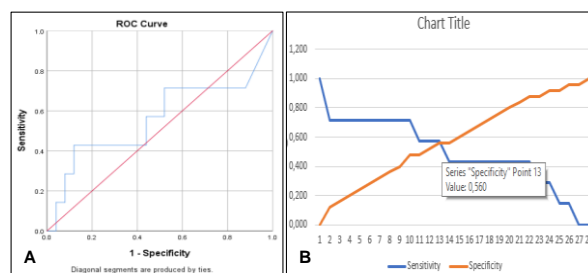 ROC Curve
1.0
0.8
0.6
0.4
0.2
0.0
Sensitivity
0.0 0.2 0.4 0.6 0.8 1.0
A
1 - Specificity
Diagonal segments are produced by ties.
Chart Title
1,200
1,000
0,800
0,600
0,400
0,200
0,000
Series "Specificity" Point 13
Value: 0,560
1 2 3 4 5 6 7 8 9 10 11 12 13 14 15 16 17 18 19 20 21 22 23 24 25 26 27 28
B
Sensitivity Specificity